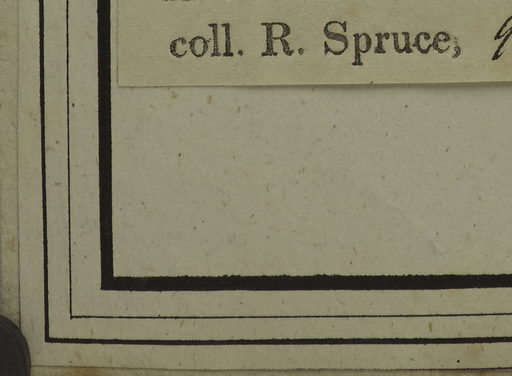 coll. R. Spruce,